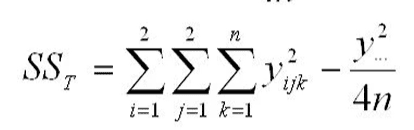 SS_T = \sum_{i=1}^{2} \sum_{j=1}^{2} \sum_{k=1}^{n} y_{ijk}^{2} - \frac{y_{...}^{2}}{4n}